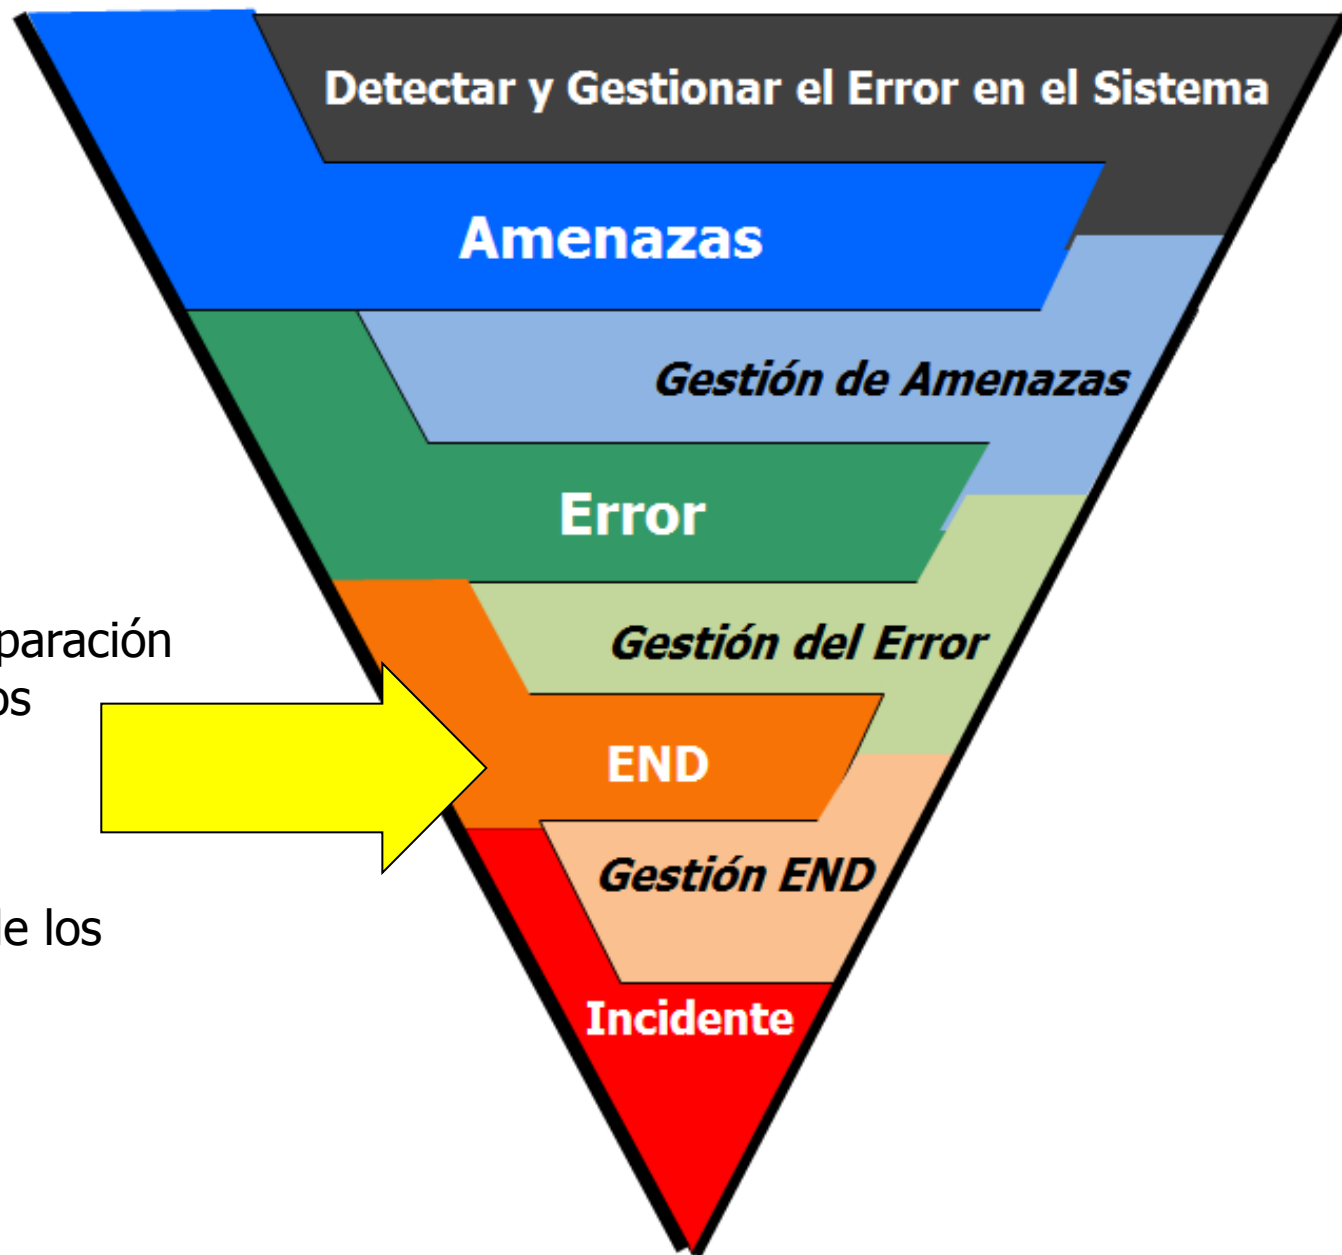 Detectar y Gestionar el Error en el Sistema
Amenazas
Gestión de Amenazas
Error
Gestión del Error
paración
os
END
Gestión END
de los
Incidente